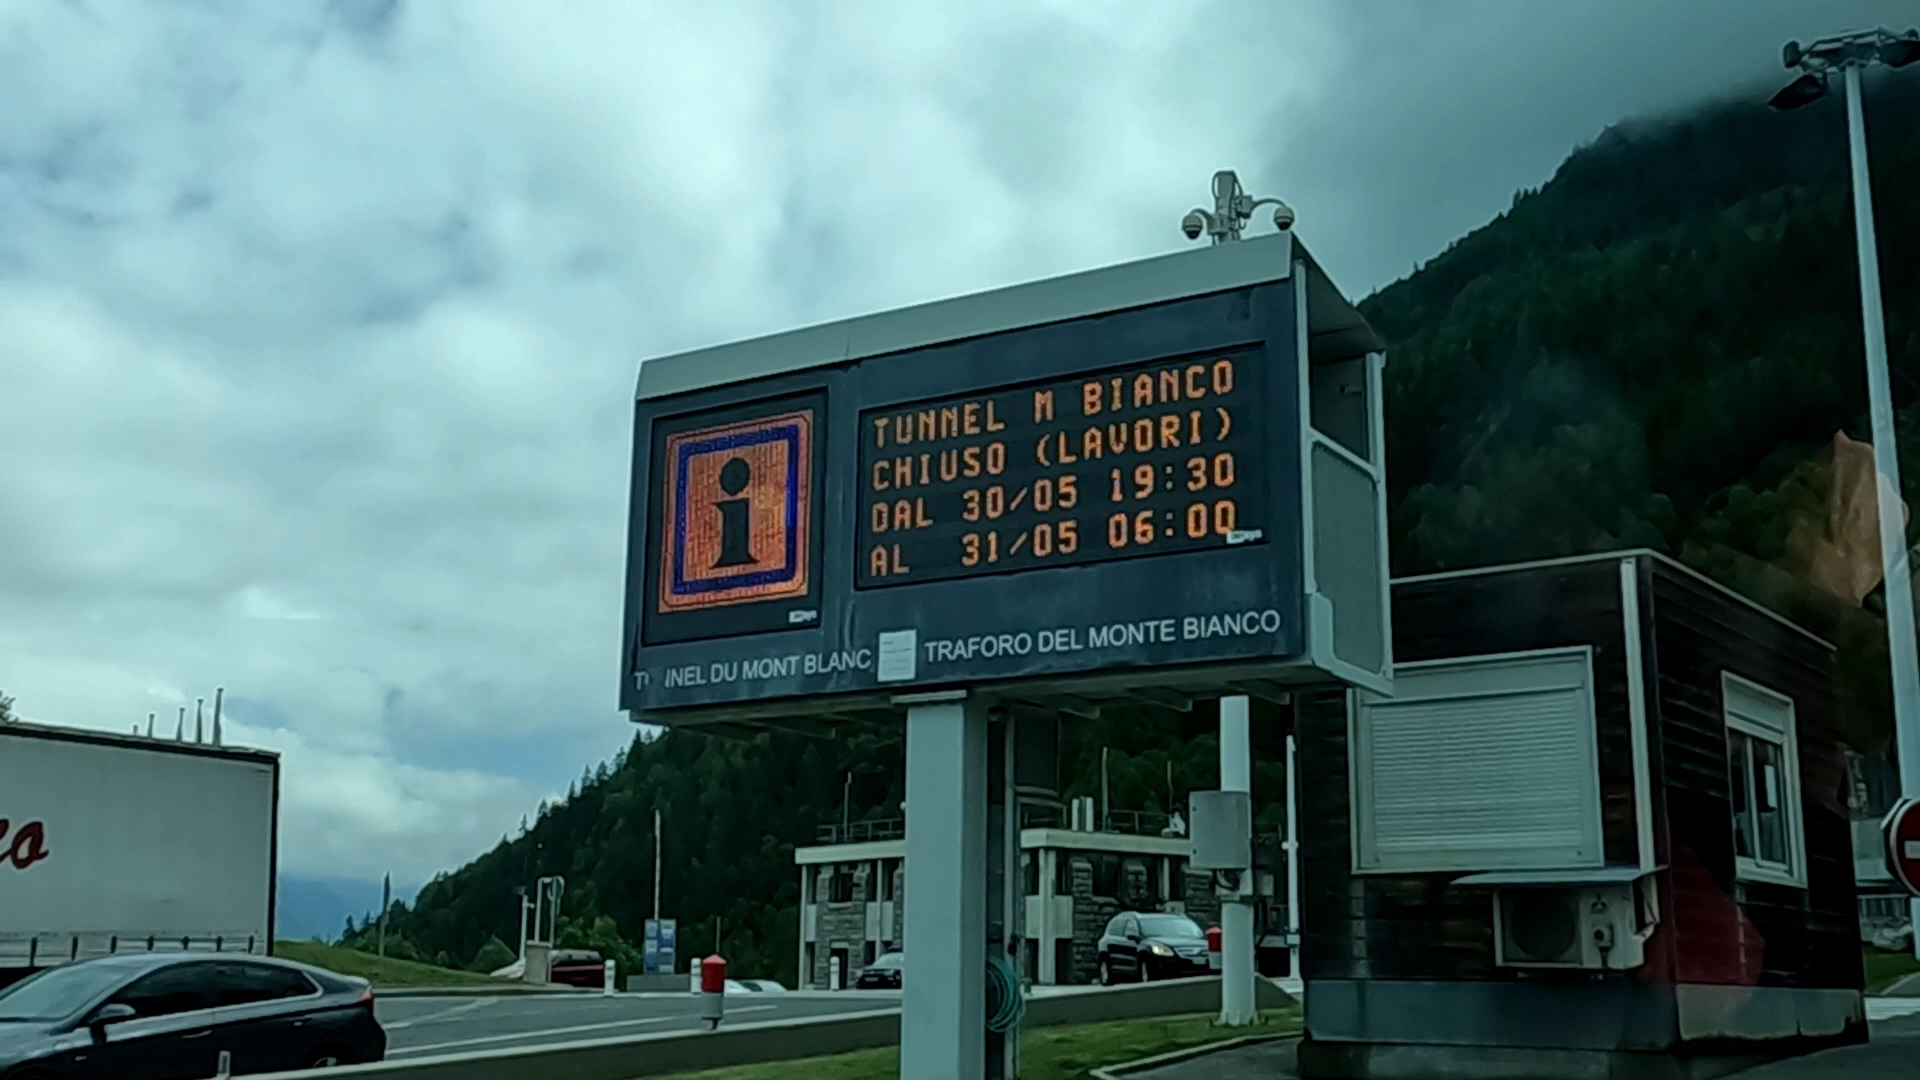 TUNNEL M BIANCO
CHIUSO (LAVORI)
DAL 30/05 19:30
AL 31/05 06:00
DU MONT BLANC
TRAFORO DEL MONTE BIANCO